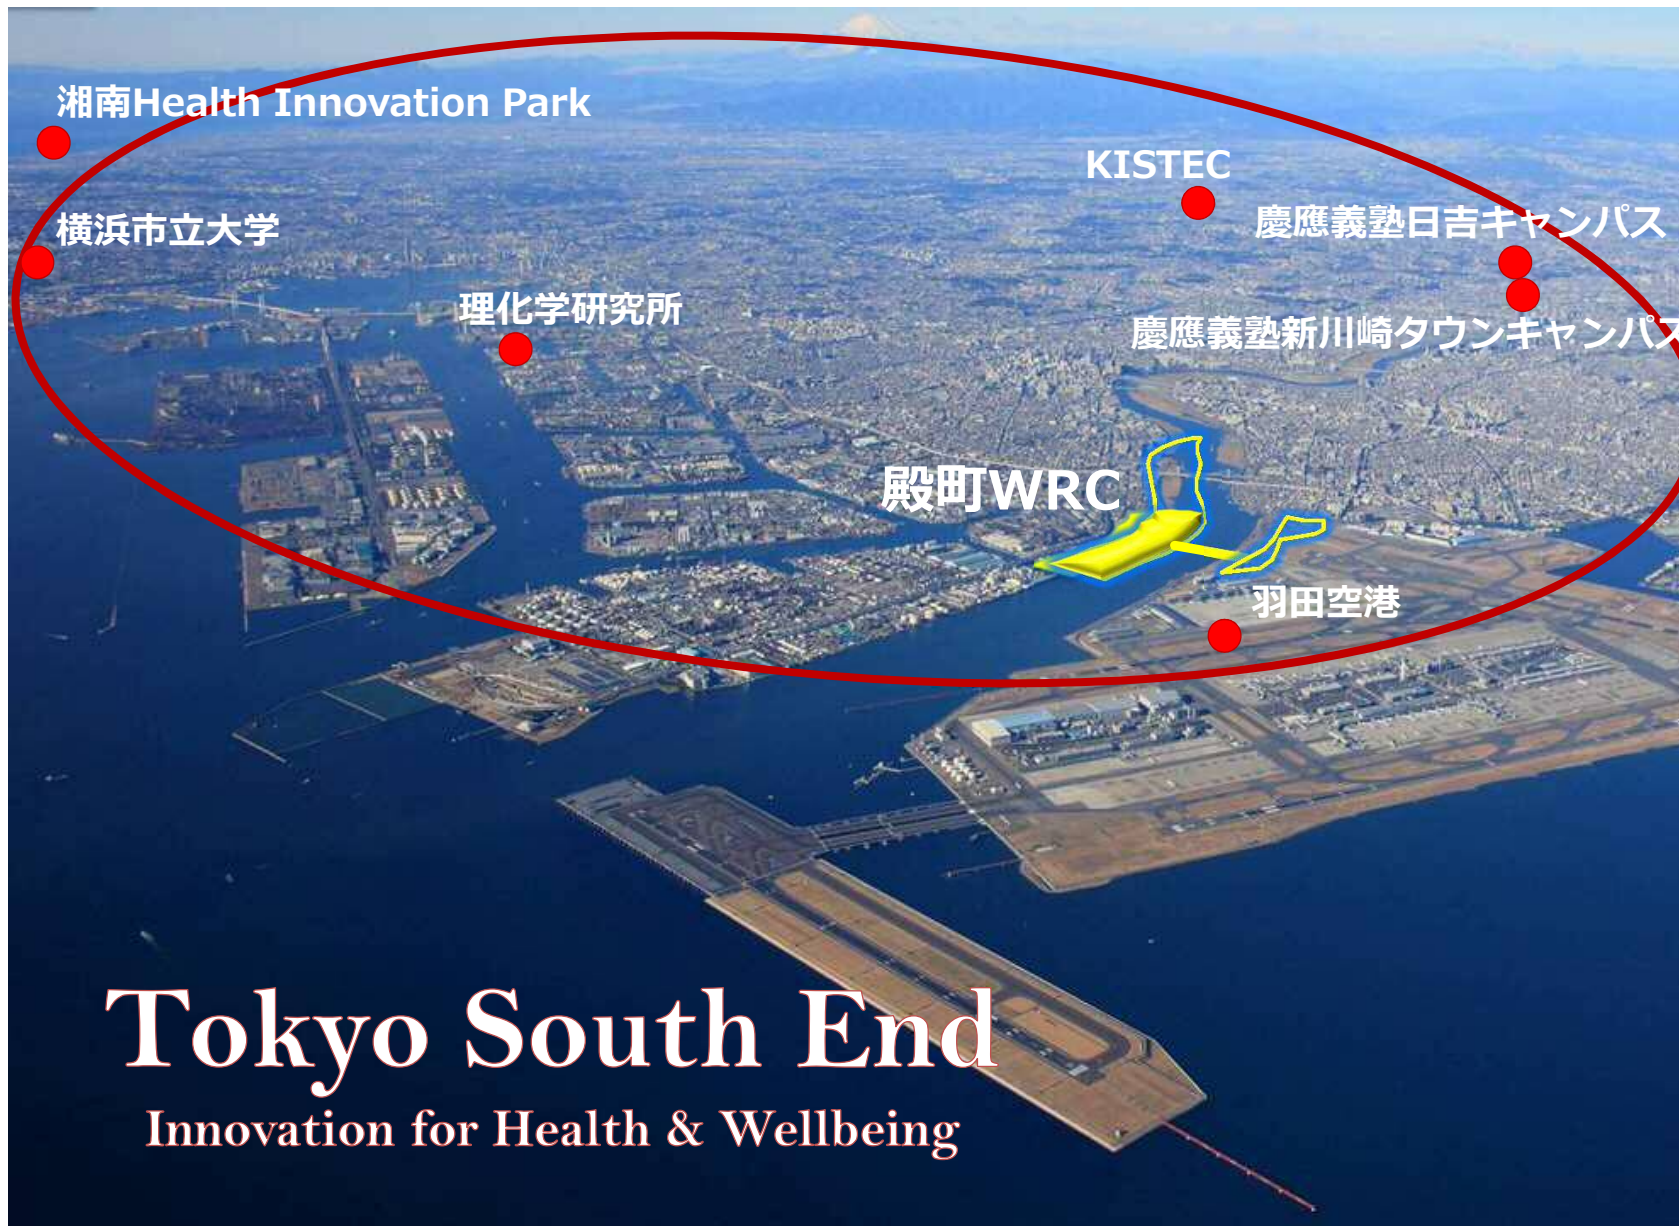 湘南Health Innovation Park
KISTEC
横浜市立大学
慶應義塾日吉キャンパス
理化学研究所
慶應義塾新川崎タウンキャンパス
殿町WRC
羽田空港
Tokyo South End
Innovation for Health & Wellbeing